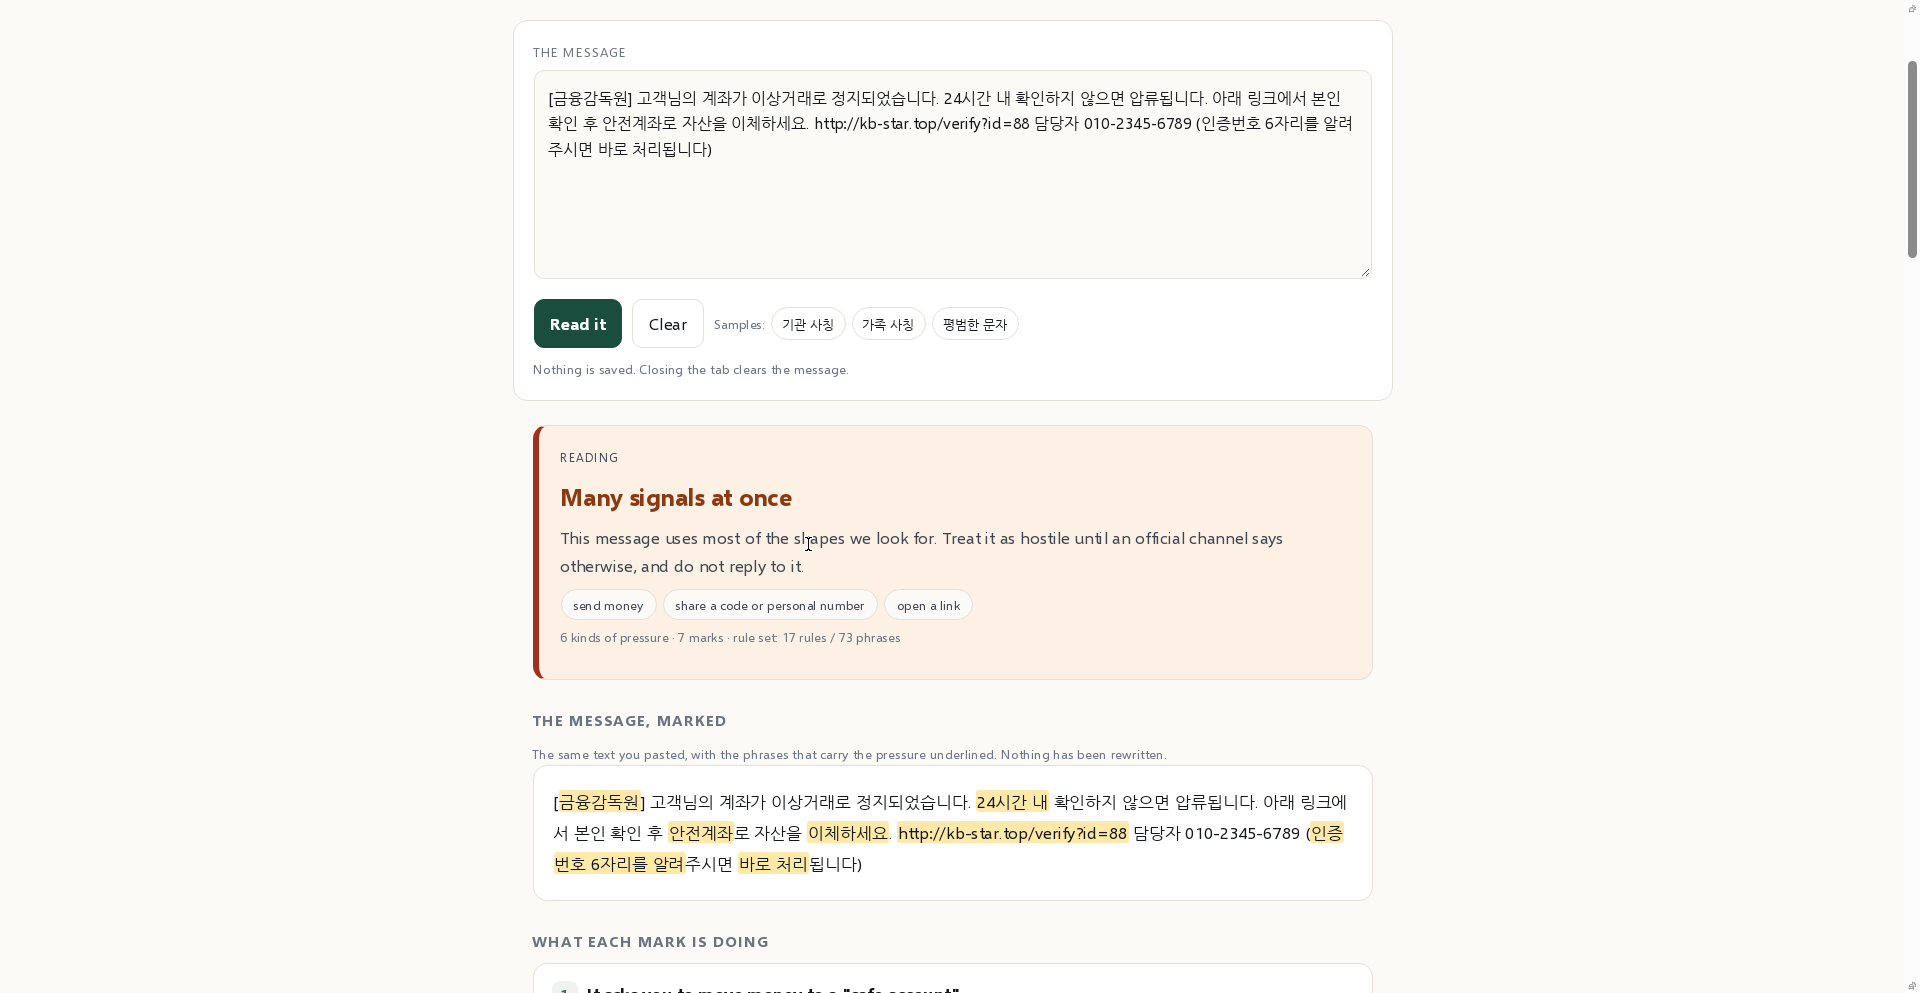 THE MESSAGE
[금융감독원] 고객님의 계좌가 이상거래로 정지되었습니다. 24시간 내 확인하지 않으면 압류됩니다. 아래 링크에서 본인
확인 후 안전계좌로 자산을 이체하세요. http://kb-star.top/verify?id=88 담당자 010-2345-6789 (인증번호 6자리를 알려
주시면 바로 처리됩니다)
Read it Clear Samples: 기관 사칭 가족 사칭 평범한 문자
Nothing is saved. Closing the tab clears the message.
READING
Many signals at once
This message uses most of the shapes we look for. Treat it as hostile until an official channel says
otherwise, and do not reply to it.
send money share a code or personal number open a link
6 kinds of pressure · 7 marks · rule set: 17 rules / 73 phrases
THE MESSAGE, MARKED
The same text you pasted, with the phrases that carry the pressure underlined. Nothing has been rewritten.
[금융감독원] 고객님의 계좌가 이상거래로 정지되었습니다. 24시간 내 확인하지 않으면 압류됩니다. 아래 링크에
서 본인 확인 후 안전계좌로 자산을 이체하세요. http://kb-star.top/verify?id=88 담당자 010-2345-6789 (인증
번호 6자리를 알려주시면 바로 처리됩니다)
WHAT EACH MARK IS DOING
1 It asks you to move money to a "safe account"